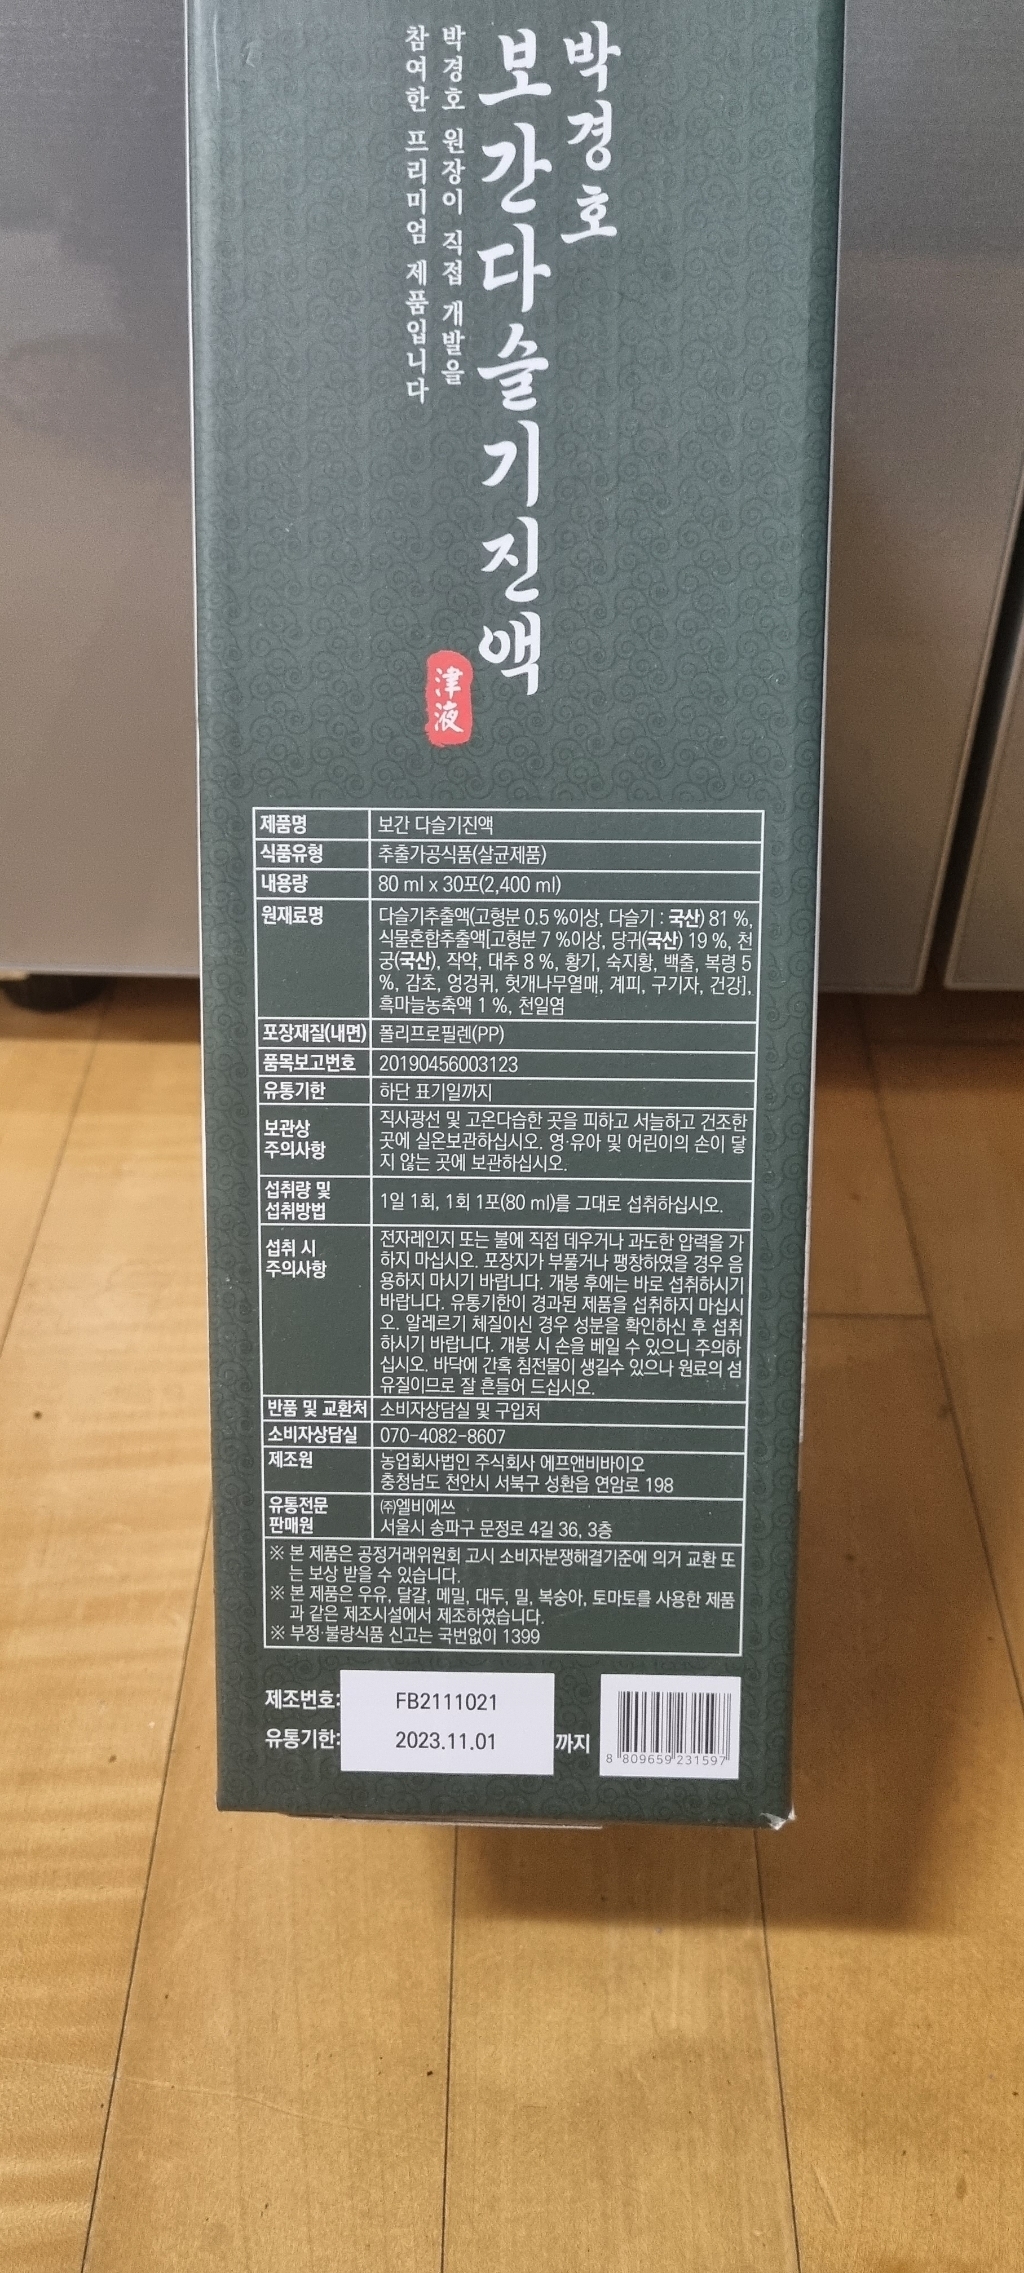 박경호
보간다슬기진액
박경호 원장이 직접 개발을
참여한 프리미엄 제품입니다
津液
제품명 보간 다슬기진액
식품유형 추출가공식품(살균제품)
내용량 80 ml x 30포(2,400 ml)
원재료명 다슬기추출액(고형분 0.5 %이상, 다슬기 : 국산) 81 %,
식물혼합추출액[고형분 7 %이상, 당귀(국산) 19 %, 천
궁(국산), 작약, 대추 8 %, 황기, 숙지황, 백출, 복령 5
%, 감초, 엉겅퀴, 헛개나무열매, 계피, 구기자, 건강],
흑마늘농축액 1 %, 천일염
포장재질(내면) 폴리프로필렌(PP)
품목보고번호 20190456003123
유통기한 하단 표기일까지
보관상
주의사항
직사광선 및 고온다습한 곳을 피하고 서늘하고 건조한
곳에 실온보관하십시오. 영·유아 및 어린이의 손이 닿
지 않는 곳에 보관하십시오.
섭취량 및
섭취방법
1일 1회, 1회 1포(80 ml)를 그대로 섭취하십시오.
섭취 시
주의사항
전자레인지 또는 불에 직접 데우거나 과도한 압력을 가
하지 마십시오. 포장지가 부풀거나 팽창하였을 경우 음
용하지 마시기 바랍니다. 개봉 후에는 바로 섭취하시기
바랍니다. 유통기한이 경과된 제품을 섭취하지 마십시
오. 알레르기 체질이신 경우 성분을 확인하신 후 섭취
하시기 바랍니다. 개봉 시 손을 베일 수 있으니 주의하
십시오. 바닥에 간혹 침전물이 생길수 있으나 원료의 섬
유질이므로 잘 흔들어 드십시오.
반품 및 교환처 소비자상담실 및 구입처
소비자상담실 070-4082-8607
제조원 농업회사법인 주식회사 에프앤비바이오
충청남도 천안시 서북구 성환읍 연암로 198
유통전문
판매원
㈜엘비에쓰
서울시 송파구 문정로 4길 36, 3층
※ 본 제품은 공정거래위원회 고시 소비자분쟁해결기준에 의거 교환 또
는 보상 받을 수 있습니다.
※ 본 제품은 우유, 달걀, 메밀, 대두, 밀, 복숭아, 토마토를 사용한 제품
과 같은 제조시설에서 제조하였습니다.
※ 부정·불량식품 신고는 국번없이 1399
제조번호: FB2111021
유통기한: 2023.11.01 까지
8 809659 231597